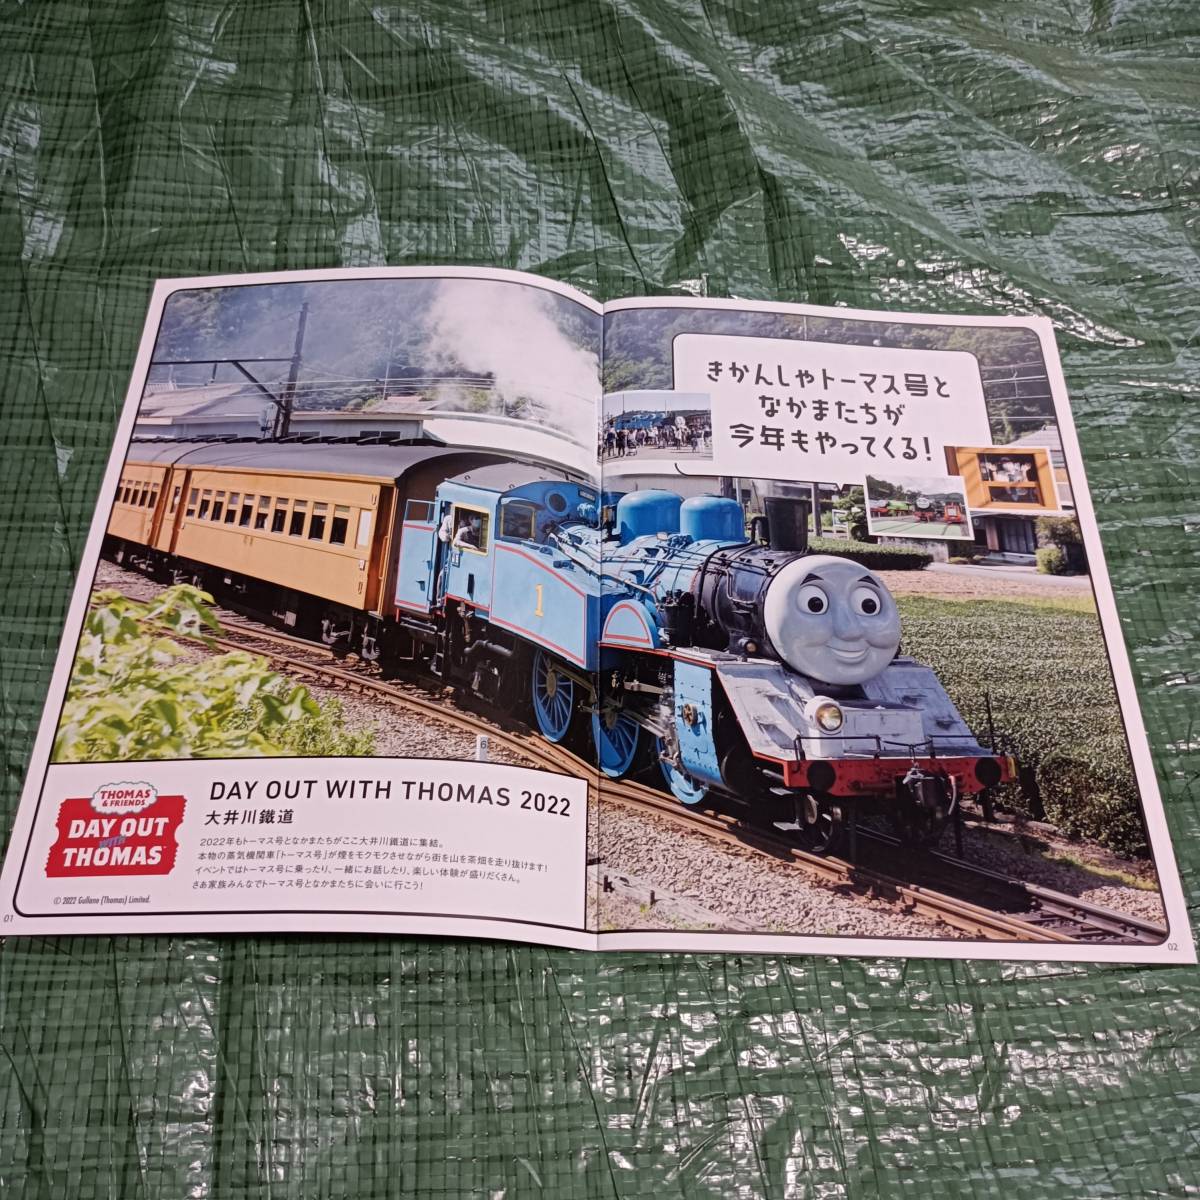 きかんしゃトーマス号と
なかまたちが
今年もやってくる!
1
63
THOMAS
& FRIENDS
DAY OUT
WITH
THOMAS
DAY OUT WITH THOMAS 2022
大井川鐵道
2022年もトーマス号となかまたちがここ大井川鐵道に集結。
本物の蒸気機関車「トーマス号」が煙をモクモクさせながら街を山を茶畑を走り抜けます!
イベントではトーマス号に乗ったり、一緒にお話したり、楽しい体験が盛りだくさん。
さあ家族みんなでトーマス号となかまたちに会いに行こう!
© 2022 Gullane (Thomas) Limited.
01
02